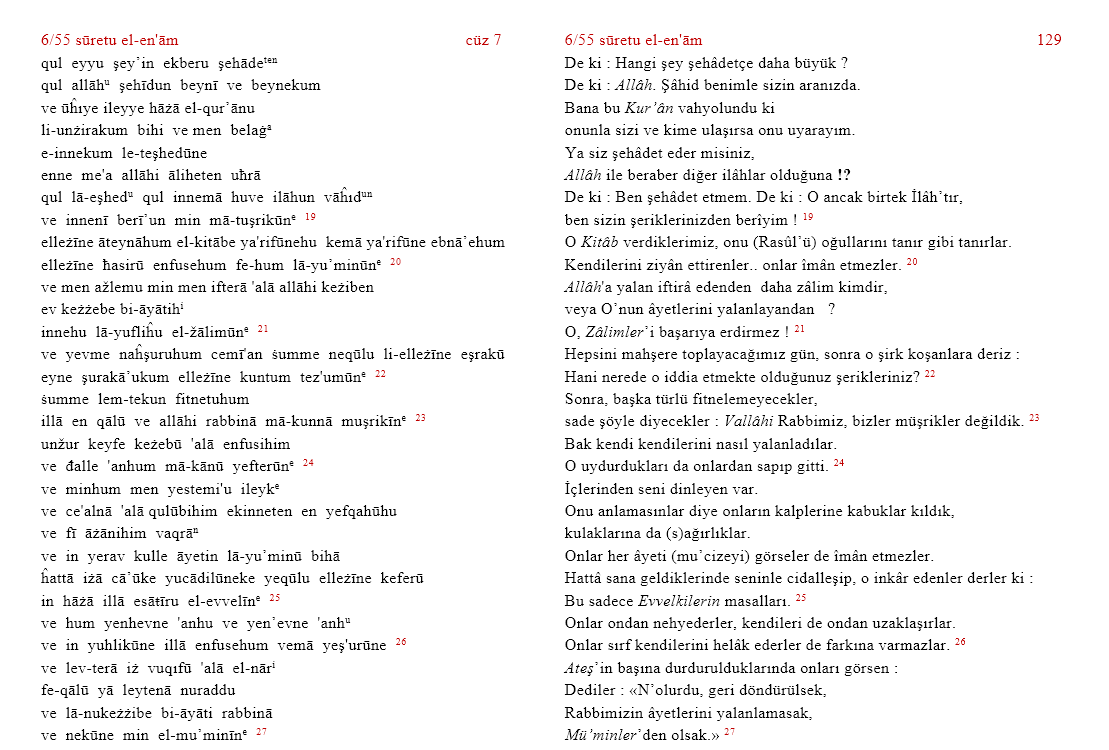 6/55 sūretu el-en'ām cüz 7
qul eyyu şey’in ekberu şehādeᵗᵉⁿ
qul allāhᵘ şehīdun beynī ve beynekum
ve ūĥıye ileyye hāżā el-qur’ānu
li-unżirakum bihi ve men belaġᵃ
e-innekum le-teşhedūne
enne me'a allāhi āliheten uħrā
qul lā-eşhedᵘ qul innemā huve ilāhun vāĥıdᵘⁿ
ve innenī berī’un min mā-tuşrikūnᵉ ¹⁹
elleżīne āteynāhum el-kitābe ya'rifūnehu kemā ya'rifūne ebnā’ehum
elleżīne ħasirū enfusehum fe-hum lā-yu’minūnᵉ ²⁰
ve men ažlemu min men ifterā 'alā allāhi keżiben
ev keżżebe bi-āyātihⁱ
innehu lā-yufliĥu el-žālimūnᵉ ²¹
ve yevme naĥşuruhum cemī'an ṡumme neqūlu li-elleżīne eşrakū
eyne şurakā’ukum elleżīne kuntum tez'umūnᵉ ²²
ṡumme lem-tekun fitnetuhum
illā en qālū ve allāhi rabbinā mā-kunnā muşrikīnᵉ ²³
unžur keyfe keżebū 'alā enfusihim
ve đalle 'anhum mā-kānū yefterūnᵉ ²⁴
ve minhum men yestemi'u ileykᵉ
ve ce'alnā 'alā qulūbihim ekinneten en yefqahūhu
ve fī āżānihim vaqrāⁿ
ve in yerav kulle āyetin lā-yu’minū bihā
ĥattā iżā cā’ūke yucādilūneke yeqūlu elleżīne keferū
in hāżā illā esāŧīru el-evvelīnᵉ ²⁵
ve hum yenhevne 'anhu ve yen’evne 'anhᵘ
ve in yuhlikūne illā enfusehum vemā yeş'urūne ²⁶
ve lev-terā iż vuqıfū 'alā el-nārⁱ
fe-qālū yā leytenā nuraddu
ve lā-nukeżżibe bi-āyāti rabbinā
ve nekūne min el-mu’minīnᵉ ²⁷
6/55 sūretu el-en'ām 129
De ki : Hangi şey şehâdetçe daha büyük ?
De ki : Allâh. Şâhid benimle sizin aranızda.
Bana bu Kur’ân vahyolundu ki
onunla sizi ve kime ulaşırsa onu uyarayım.
Ya siz şehâdet eder misiniz,
Allâh ile beraber diğer ilâhlar olduğuna !?
De ki : Ben şehâdet etmem. De ki : O ancak birtek İlâh’tır,
ben sizin şeriklerinizden berîyim ! ¹⁹
O Kitâb verdiklerimiz, onu (Rasûl’ü) oğullarını tanır gibi tanırlar.
Kendilerini ziyân ettirenler.. onlar îmân etmezler. ²⁰
Allâh'a yalan iftirâ edenden daha zâlim kimdir,
veya O’nun âyetlerini yalanlayandan ?
O, Zâlimler’i başarıya erdirmez ! ²¹
Hepsini mahşere toplayacağımız gün, sonra o şirk koşanlara deriz :
Hani nerede o iddia etmekte olduğunuz şerikleriniz? ²²
Sonra, başka türlü fitnelemeyecekler,
sade şöyle diyecekler : Vallâhi Rabbimiz, bizler müşrikler değildik. ²³
Bak kendi kendilerini nasıl yalanladılar.
O uydurdukları da onlardan sapıp gitti. ²⁴
İçlerinden seni dinleyen var.
Onu anlamasınlar diye onların kalplerine kabuklar kıldık,
kulaklarına da (s)ağırlıklar.
Onlar her âyeti (mu’cizeyi) görseler de îmân etmezler.
Hattâ sana geldiklerinde seninle cidalleşip, o inkâr edenler derler ki :
Bu sadece Evvelkilerin masalları. ²⁵
Onlar ondan nehyederler, kendileri de ondan uzaklaşırlar.
Onlar sırf kendilerini helâk ederler de farkına varmazlar. ²⁶
Ateş’in başına durdurulduklarında onları görsen :
Dediler : «N’olurdu, geri döndürülsek,
Rabbimizin âyetlerini yalanlamasak,
Mü’minler’den olsak.» ²⁷